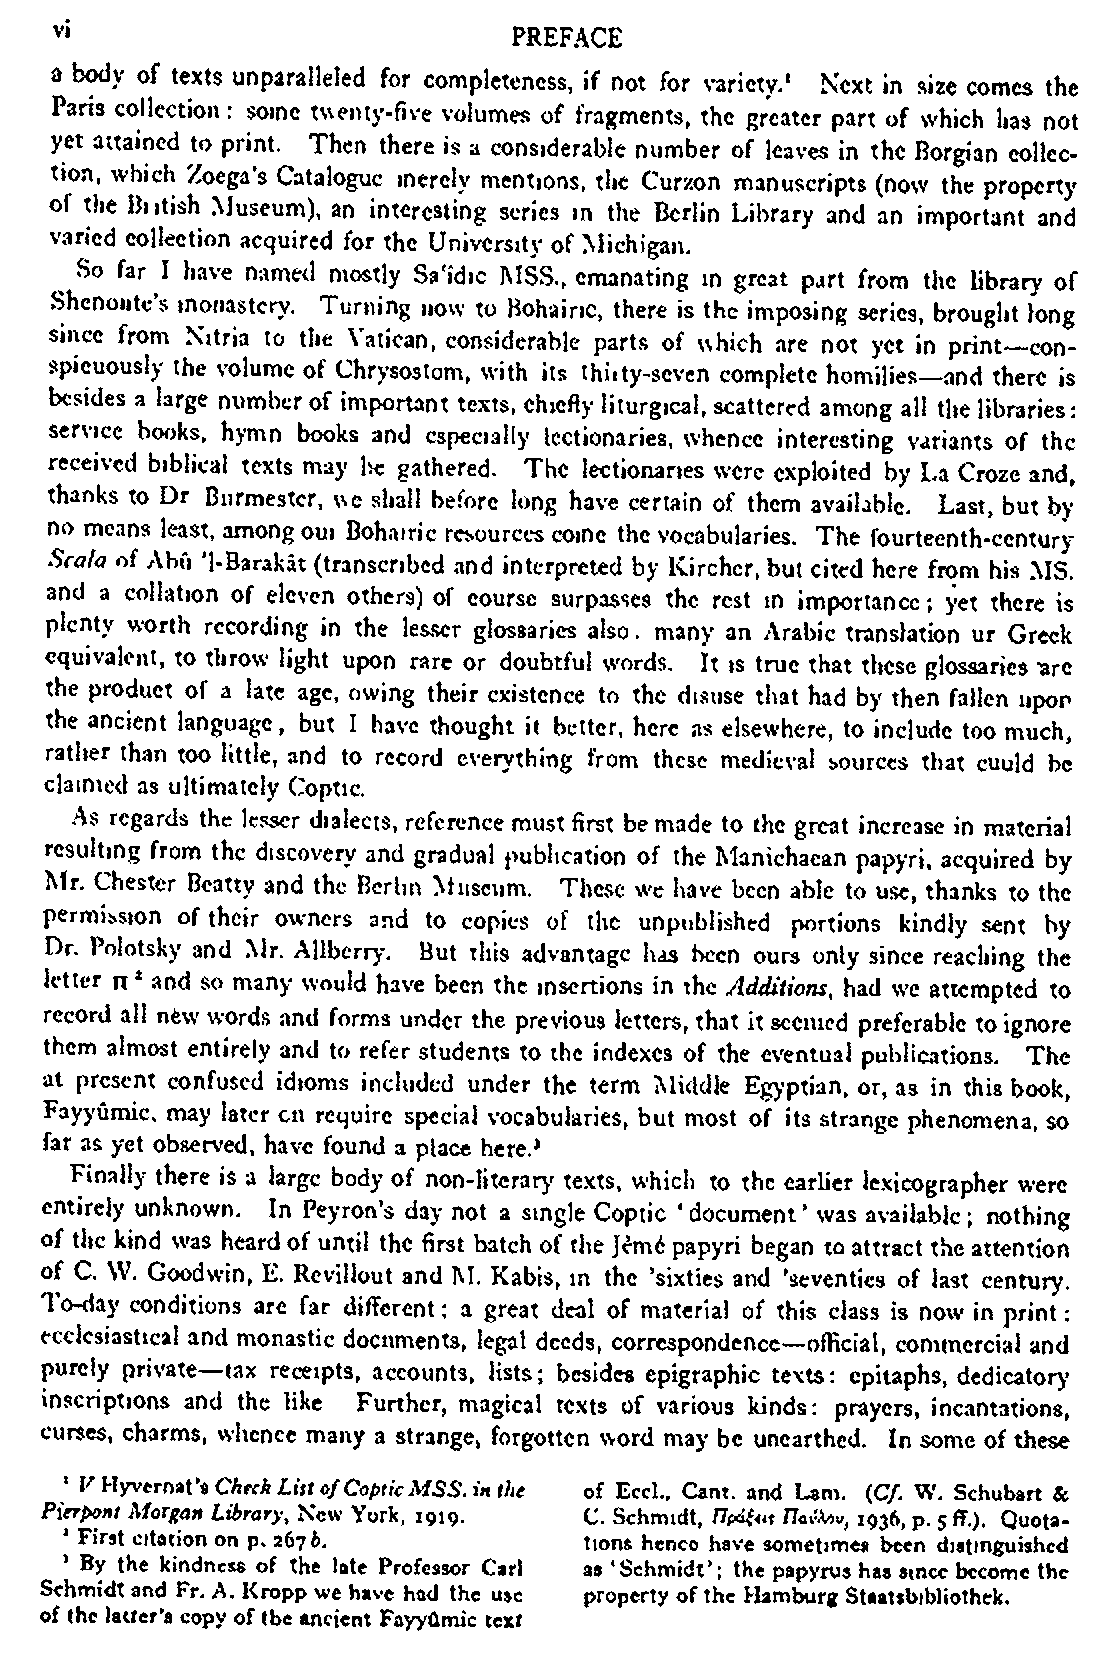 vi
PREFACE
a body of texts unparalleled for completeness, if not for variety.¹ Next in size comes the
Paris collection : some twenty-five volumes of fragments, the greater part of which has not
yet attained to print. Then there is a considerable number of leaves in the Borgian collec-
tion, which Zoega's Catalogue merely mentions, the Curzon manuscripts (now the property
of the British Museum), an interesting series in the Berlin Library and an important and
varied collection acquired for the University of Michigan.
So far I have named mostly Sa'îdic MSS., emanating in great part from the library of
Shenoute's monastery. Turning now to Bohairic, there is the imposing series, brought long
since from Nitria to the Vatican, considerable parts of which are not yet in print—con-
spicuously the volume of Chrysostom, with its thirty-seven complete homilies—and there is
besides a large number of important texts, chiefly liturgical, scattered among all the libraries :
service books, hymn books and especially lectionaries, whence interesting variants of the
received biblical texts may be gathered. The lectionaries were exploited by La Croze and,
thanks to Dr Burmester, we shall before long have certain of them available. Last, but by
no means least, among our Bohairic resources come the vocabularies. The fourteenth-century
Scala of Abû 'l-Barakât (transcribed and interpreted by Kircher, but cited here from his MS.
and a collation of eleven others) of course surpasses the rest in importance ; yet there is
plenty worth recording in the lesser glossaries also. many an Arabic translation or Greek
equivalent, to throw light upon rare or doubtful words. It is true that these glossaries are
the product of a late age, owing their existence to the disuse that had by then fallen upon
the ancient language, but I have thought it better, here as elsewhere, to include too much,
rather than too little, and to record everything from these medieval sources that could be
claimed as ultimately Coptic.
As regards the lesser dialects, reference must first be made to the great increase in material
resulting from the discovery and gradual publication of the Manichaean papyri, acquired by
Mr. Chester Beatty and the Berlin Museum. These we have been able to use, thanks to the
permission of their owners and to copies of the unpublished portions kindly sent by
Dr. Polotsky and Mr. Allberry. But this advantage has been ours only since reaching the
letter ⲡ ² and so many would have been the insertions in the Additions, had we attempted to
record all new words and forms under the previous letters, that it seemed preferable to ignore
them almost entirely and to refer students to the indexes of the eventual publications. The
at present confused idioms included under the term Middle Egyptian, or, as in this book,
Fayyûmic, may later on require special vocabularies, but most of its strange phenomena, so
far as yet observed, have found a place here.³
Finally there is a large body of non-literary texts, which to the earlier lexicographer were
entirely unknown. In Peyron's day not a single Coptic 'document' was available ; nothing
of the kind was heard of until the first batch of the Jêmé papyri began to attract the attention
of C. W. Goodwin, E. Revillout and M. Kabis, in the 'sixties and 'seventies of last century.
To-day conditions are far different : a great deal of material of this class is now in print :
ecclesiastical and monastic documents, legal deeds, correspondence—official, commercial and
purely private—tax receipts, accounts, lists ; besides epigraphic texts : epitaphs, dedicatory
inscriptions and the like Further, magical texts of various kinds : prayers, incantations,
curses, charms, whence many a strange, forgotten word may be unearthed. In some of these
¹ V Hyvernat's Check List of Coptic MSS. in the
Pierpont Morgan Library, New York, 1919.
² First citation on p. 267 b.
³ By the kindness of the late Professor Carl
Schmidt and Fr. A. Kropp we have had the use
of the latter's copy of the ancient Fayyûmic text
of Eccl., Cant. and Lam. (Cf. W. Schubart &
C. Schmidt, Πράξεις Παύλου, 1936, p. 5 ff.). Quota-
tions hence have sometimes been distinguished
as 'Schmidt' ; the papyrus has since become the
property of the Hamburg Staatsbibliothek.